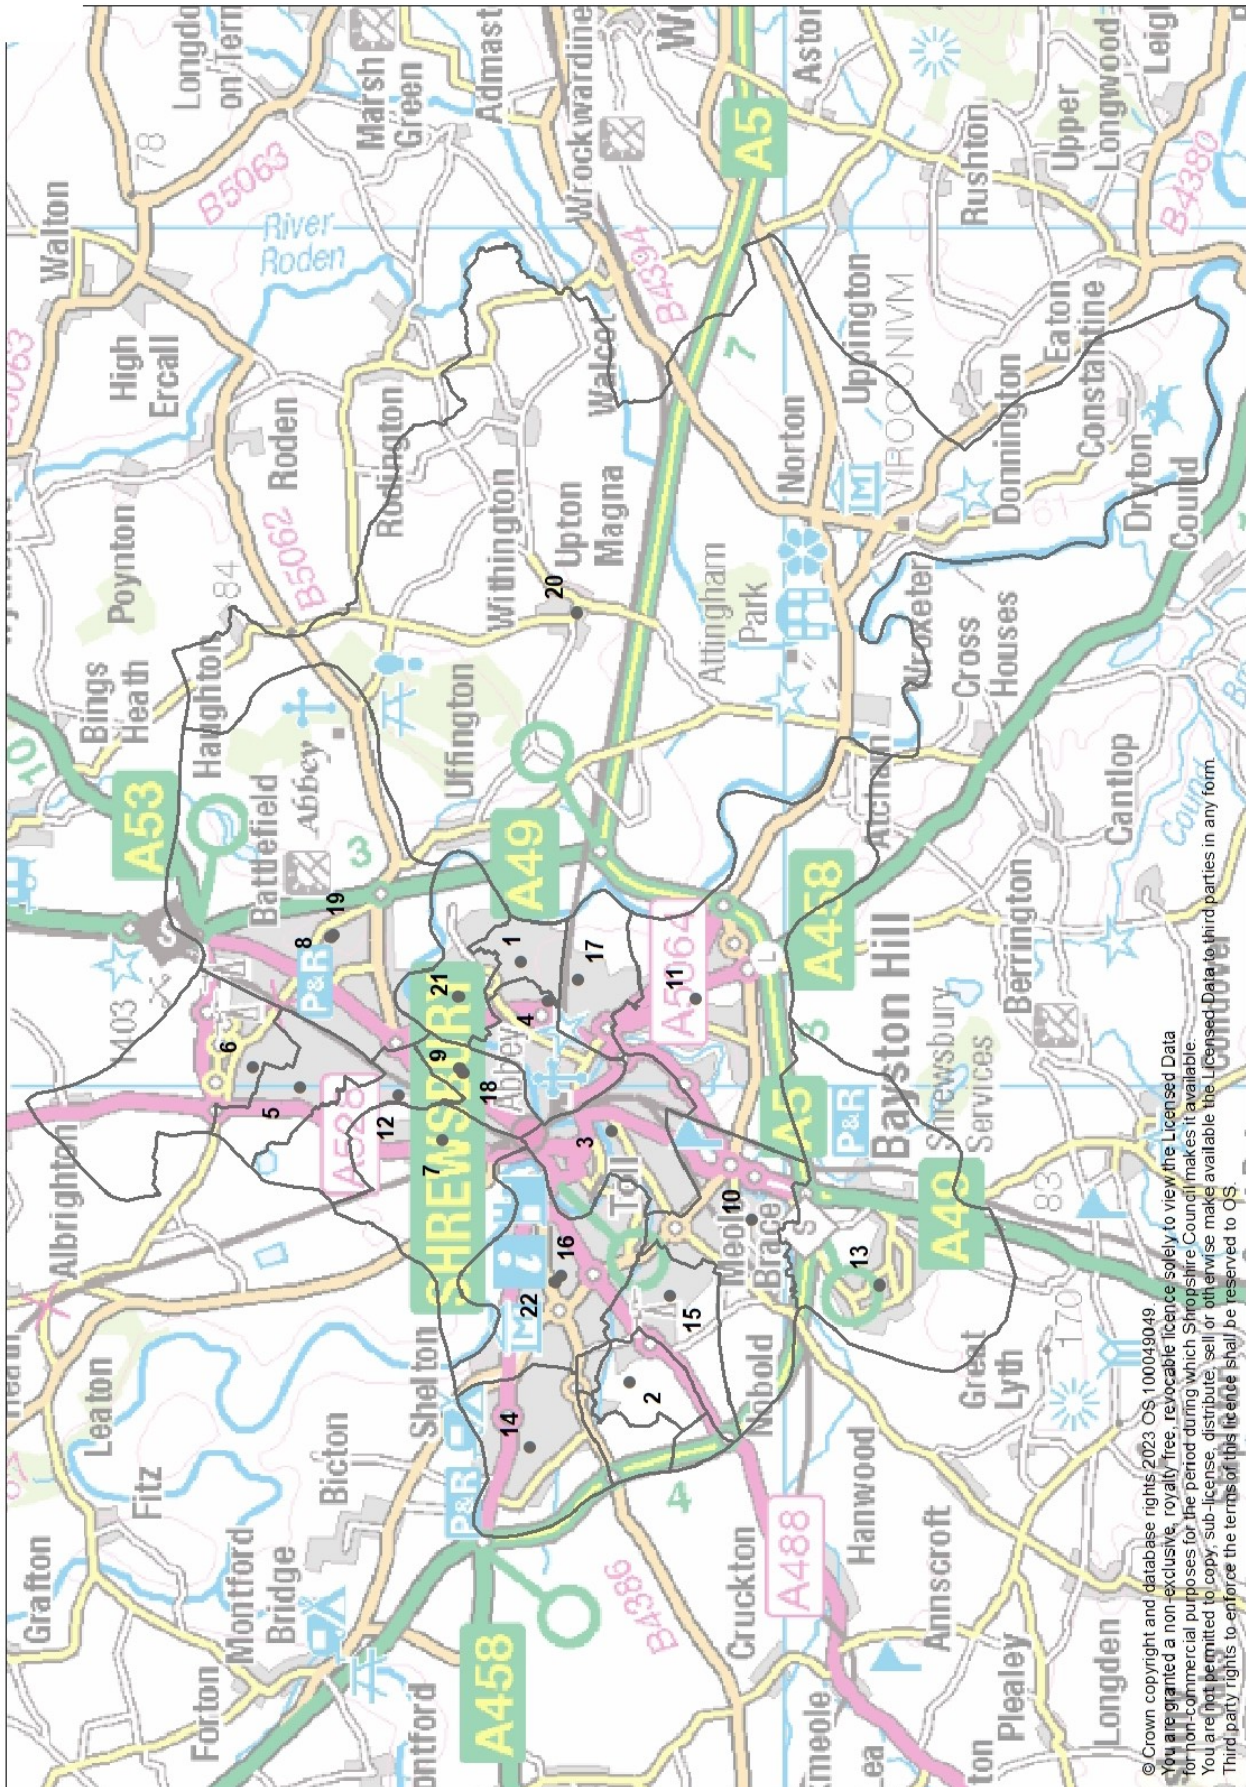 Grafton
Leaton
Albrighton
1403
A53
10
Bings
Heath
Poynton
High
Ercall
Walton
78
Longdo
on Tern
Fitz
Haughton
84
Roden
B5063
Marsh
Green
Forton
Montford
Bridge
Bicton
5
6
P&R
8
19
Battlefield
Abbey
3
B5062
River
Roden
Admast
A528
12
Rodington
Shelton
P&R
7
SHREWSBURY
9
21
Uffington
Withington
Wrockwardine
A458
14
M
i
22
16
18
Abbey
4
1
A49
17
20
Upton
Magna
Walcot
B4394
B4386
4
2
15
Toll
3
A5064
11
Attingham
Park
7
A5
Aston
Cruckton
A488
Nobold
Meole
Brace
10
S
A5
P&R
3
A458
L
Atcham
Norton
M
VIROCONIVM
Uppington
Rushton
Hanwood
13
Bayston Hill
Wroxeter
Cross
Houses
Donnington
Eaton
Constantine
Upper
Longwood
Annscroft
Great
Lyth
170
A49
83
Shrewsbury
Services
Berrington
Cantlop
Dryton
Cound
Leigh
B4380
Plealey
Longden
Condover
Cound
© Crown copyright and database rights 2023 OS 100049049
You are granted a non-exclusive, royalty free, revocable licence solely to view the Licensed Data
for non-commercial purposes for the period during which Shropshire Council makes it available.
You are not permitted to copy, sub-license, distribute, sell or otherwise make available the Licensed Data to third parties in any form.
Third party rights to enforce the terms of this licence shall be reserved to OS.